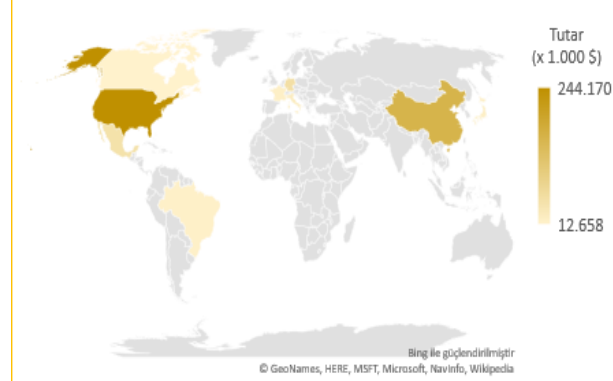 Tutar
(x 1.000 $)
244.170
12.658
Bing ile güçlendirilmiştir
© GeoNames, HERE, MSFT, Microsoft, NavInfo, Wikipedia